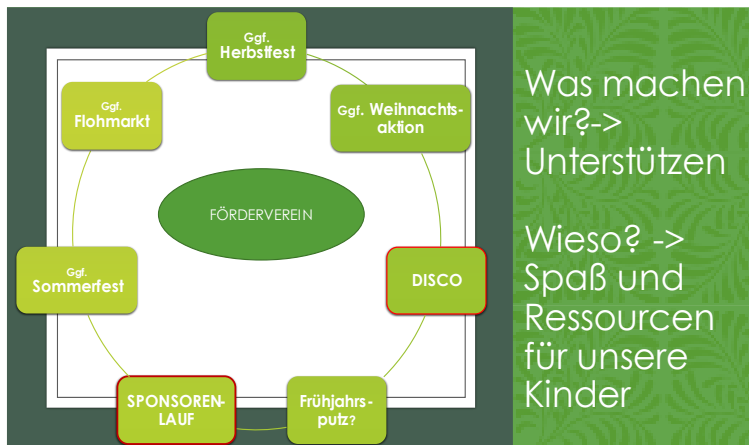 Ggf.
Herbstfest
Ggf. Weihnachts-
aktion
DISCO
Frühjahrs-
putz?
SPONSOREN-
LAUF
Ggf.
Sommerfest
Ggf.
Flohmarkt
FÖRDERVEREIN
Was machen
wir?->
Unterstützen
Wieso? ->
Spaß und
Ressourcen
für unsere
Kinder